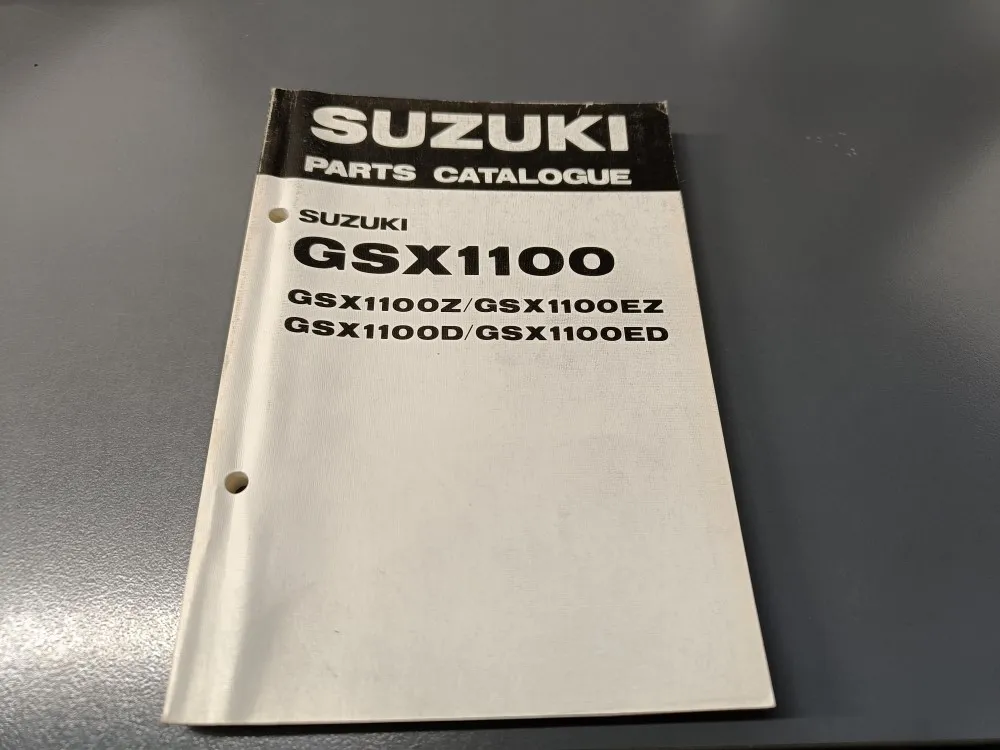 SUZUKI
PARTS CATALOGUE
SUZUKI
GSX1100
GSX1100Z/GSX1100EZ
GSX1100D/GSX1100ED